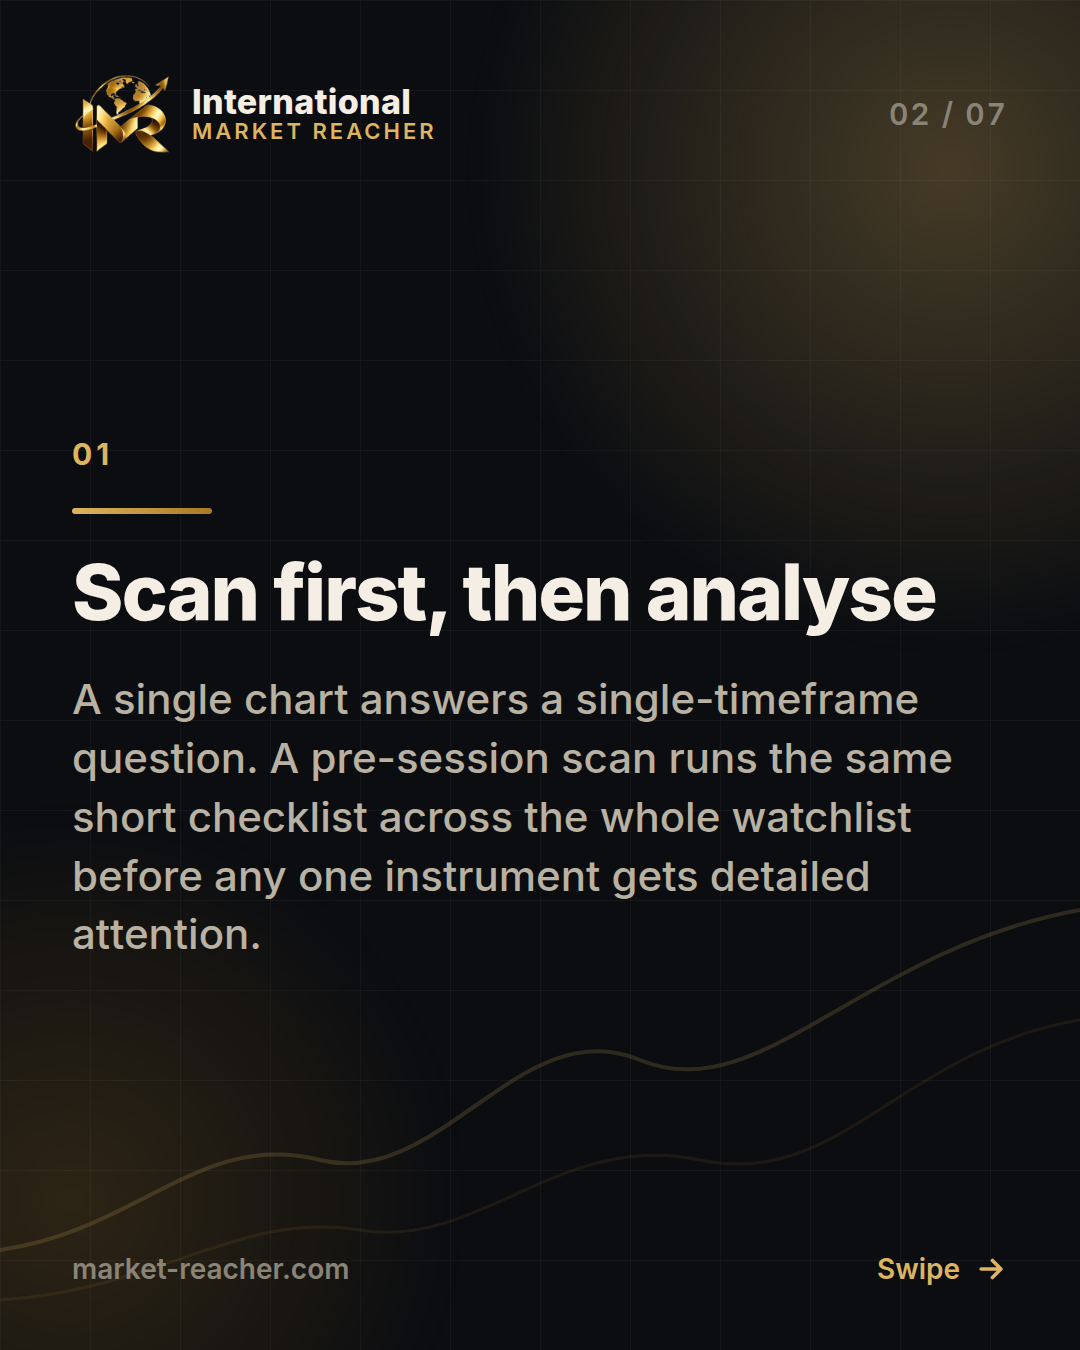 IMR
International
MARKET REACHER
02 / 07
01
Scan first, then analyse
A single chart answers a single-timeframe
question. A pre-session scan runs the same
short checklist across the whole watchlist
before any one instrument gets detailed
attention.
market-reacher.com
Swipe →